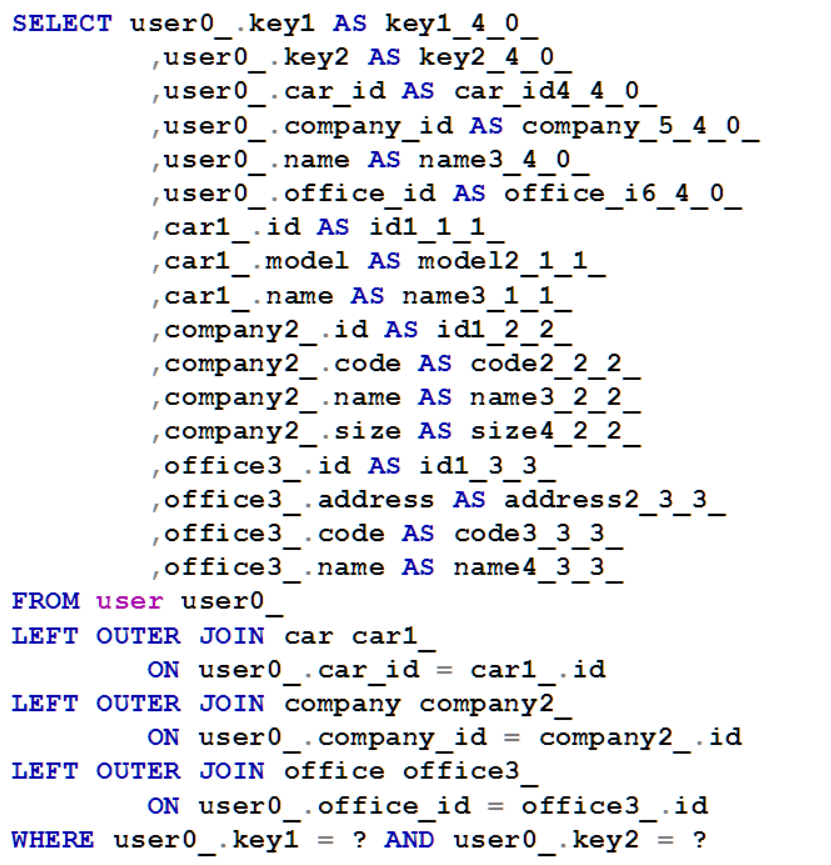 SELECT user0_.key1 AS key1_4_0_
,user0_.key2 AS key2_4_0_
,user0_.car_id AS car_id4_4_0_
,user0_.company_id AS company_5_4_0_
,user0_.name AS name3_4_0_
,user0_.office_id AS office_i6_4_0_
,car1_.id AS id1_1_1_
,car1_.model AS model2_1_1_
,car1_.name AS name3_1_1_
,company2_.id AS id1_2_2_
,company2_.code AS code2_2_2_
,company2_.name AS name3_2_2_
,company2_.size AS size4_2_2_
,office3_.id AS id1_3_3_
,office3_.address AS address2_3_3_
,office3_.code AS code3_3_3_
,office3_.name AS name4_3_3_
FROM user user0_
LEFT OUTER JOIN car car1_
ON user0_.car_id = car1_.id
LEFT OUTER JOIN company company2_
ON user0_.company_id = company2_.id
LEFT OUTER JOIN office office3_
ON user0_.office_id = office3_.id
WHERE user0_.key1 = ? AND user0_.key2 = ?